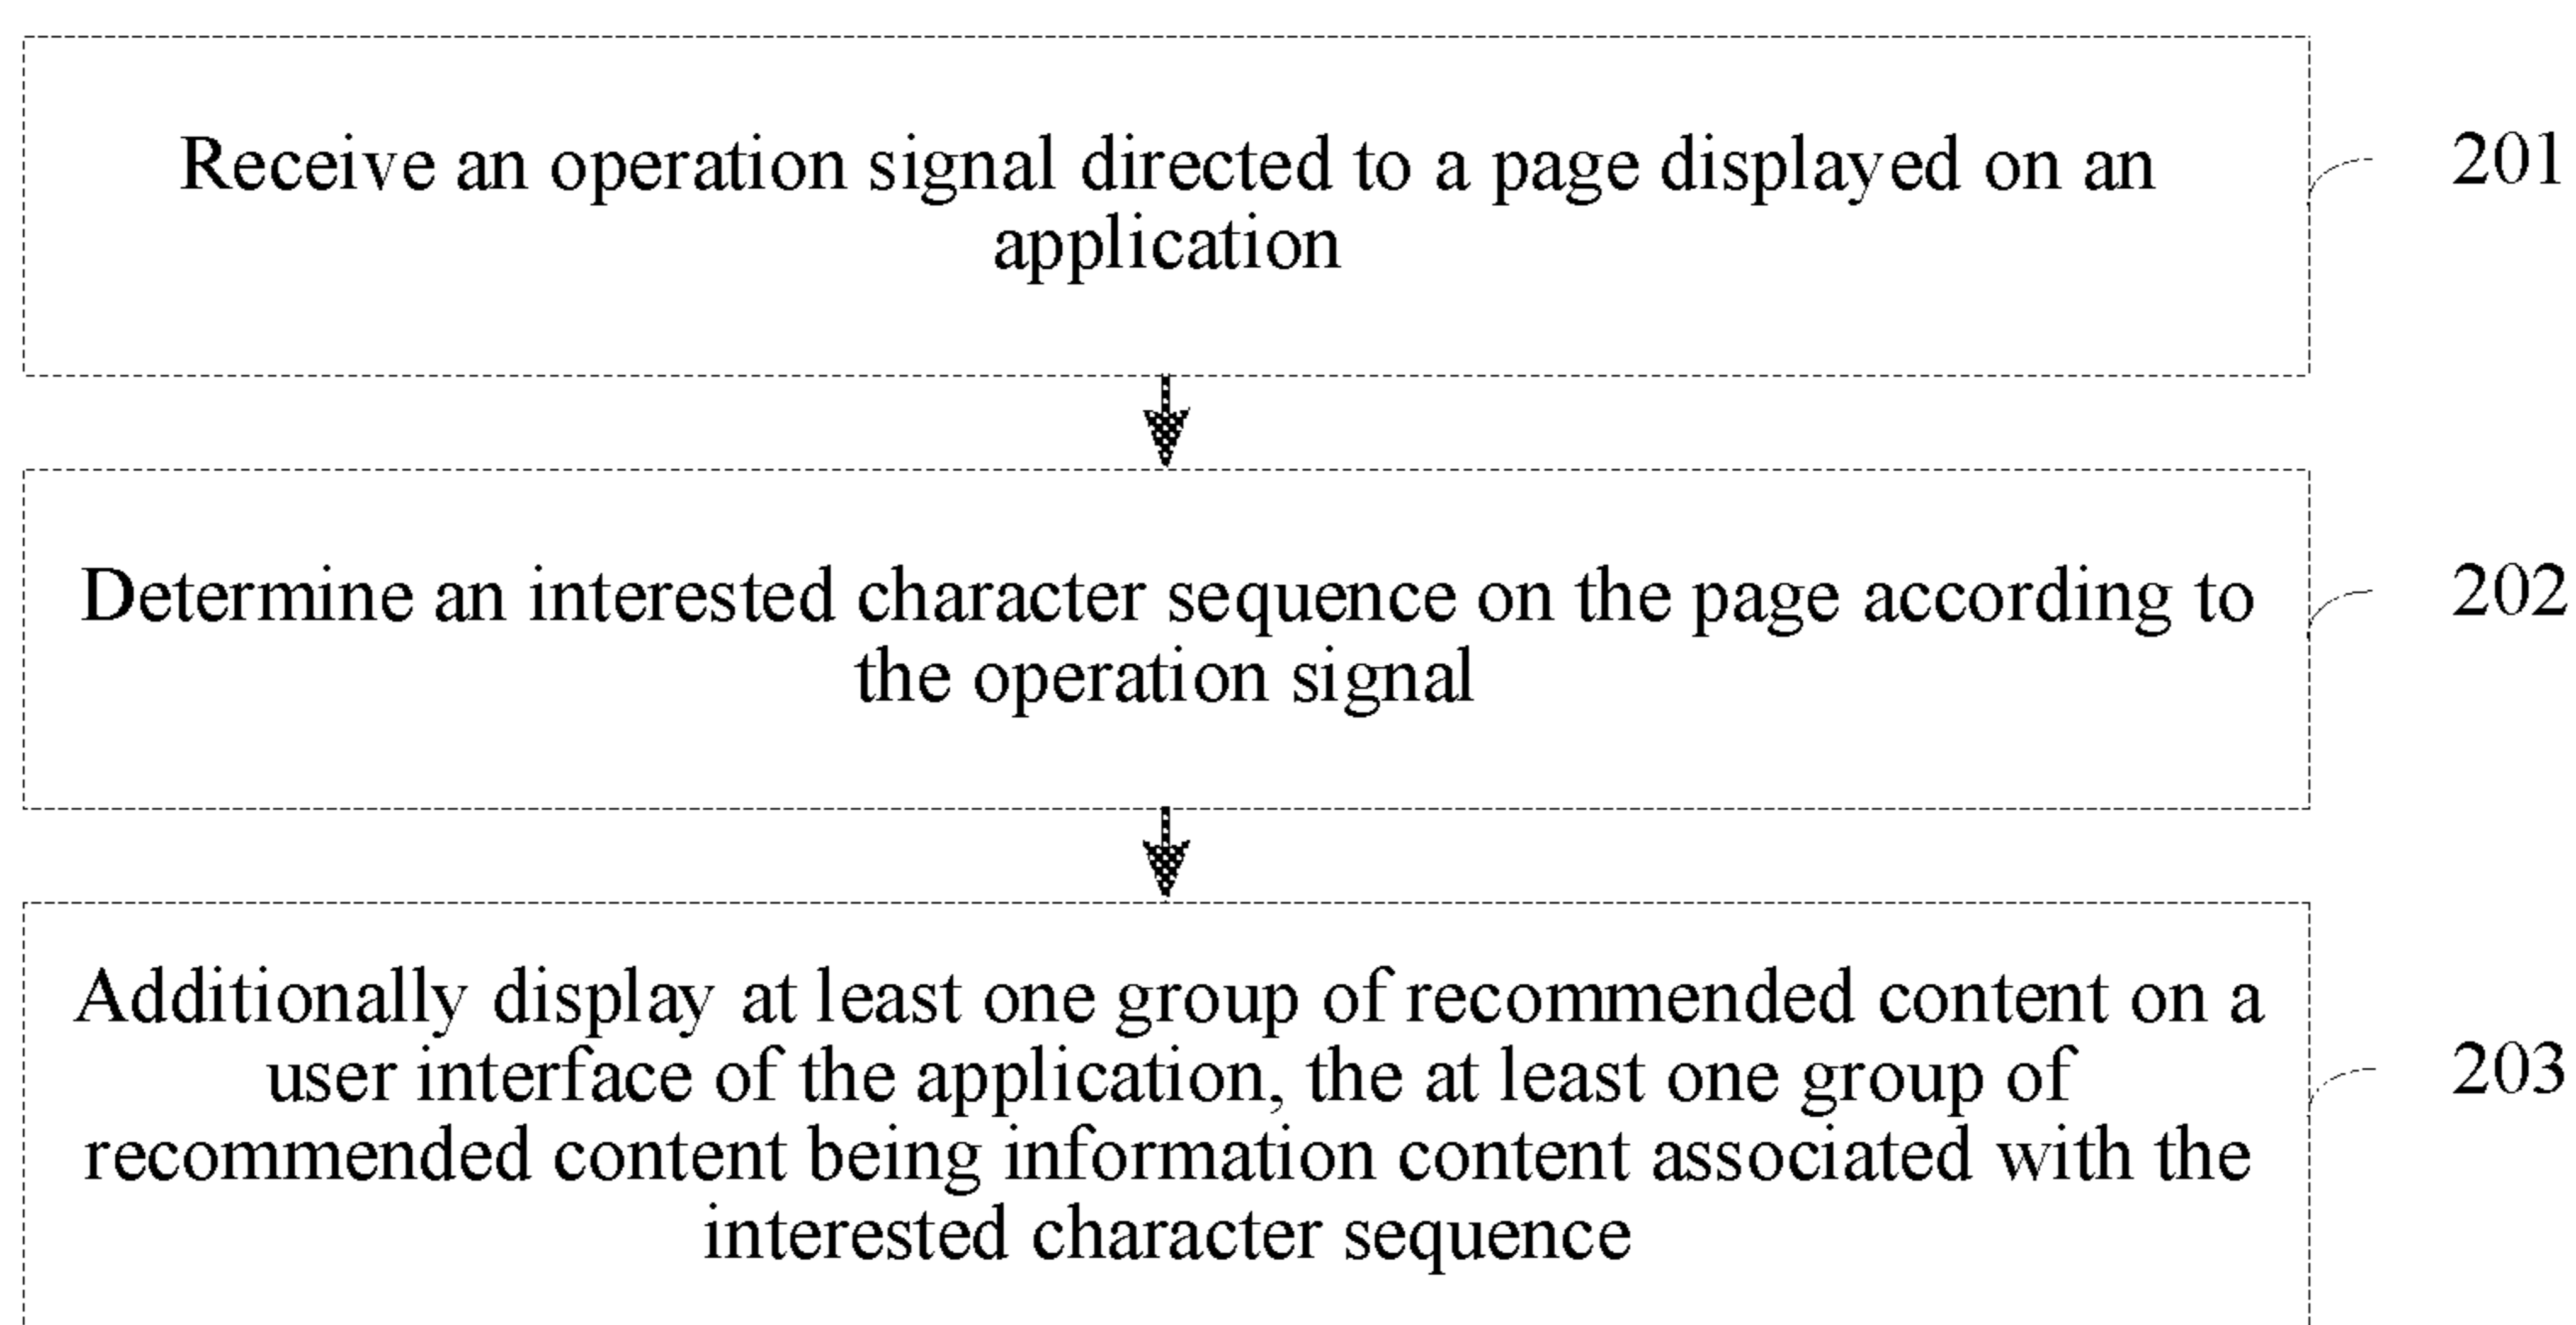 Receive an operation signal directed to a page displayed on an
application
201
Determine an interested character sequence on the page according to
the operation signal
202
Additionally display at least one group of recommended content on a
user interface of the application, the at least one group of
recommended content being information content associated with the
interested character sequence
203